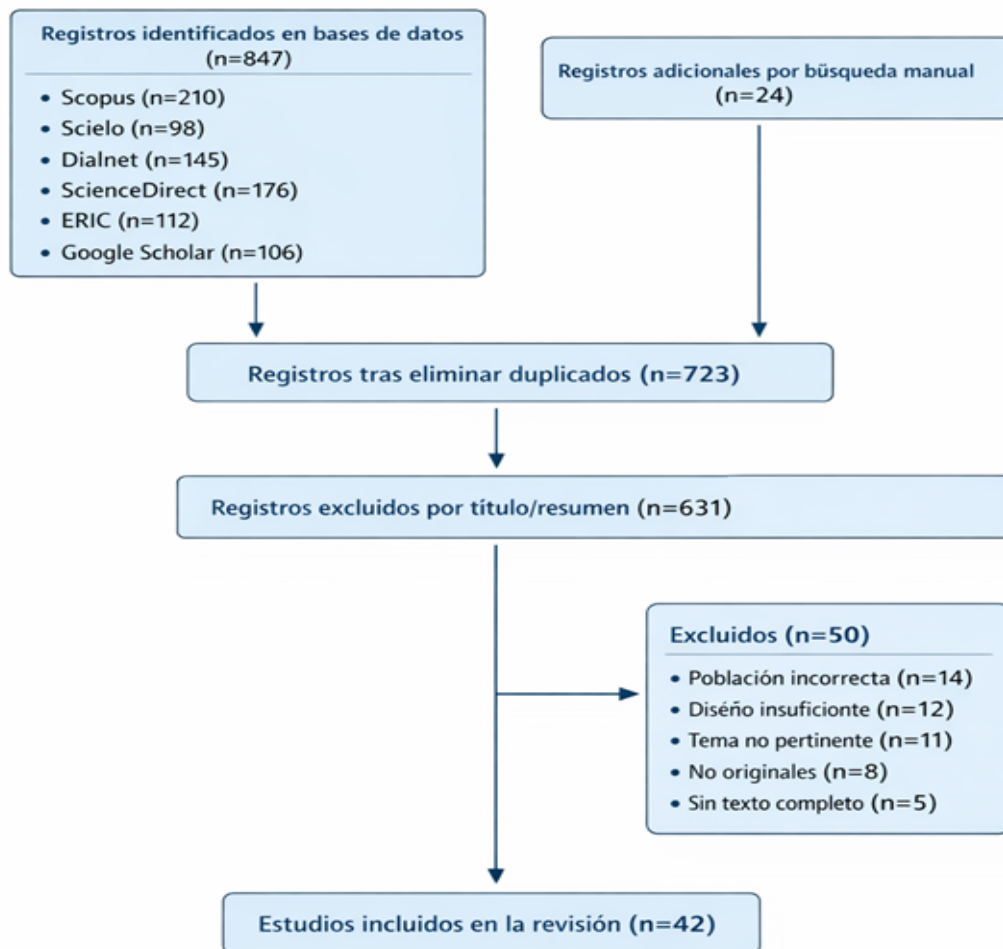 Registros identificados en bases de datos
(n=847)
• Scopus (n=210)
• Scielo (n=98)
• Dialnet (n=145)
• ScienceDirect (n=176)
• ERIC (n=112)
• Google Scholar (n=106)
Registros adicionales por büsqueda manual
(n=24)
Registros tras eliminar duplicados (n=723)
Registros excluidos por título/resumen (n=631)
Excluidos (n=50)
• Población incorrecta (n=14)
• Diséño insuficionte (n=12)
• Tema no pertinente (n=11)
• No originales (n=8)
• Sin texto completo (n=5)
Estudios incluidos en la revisión (n=42)